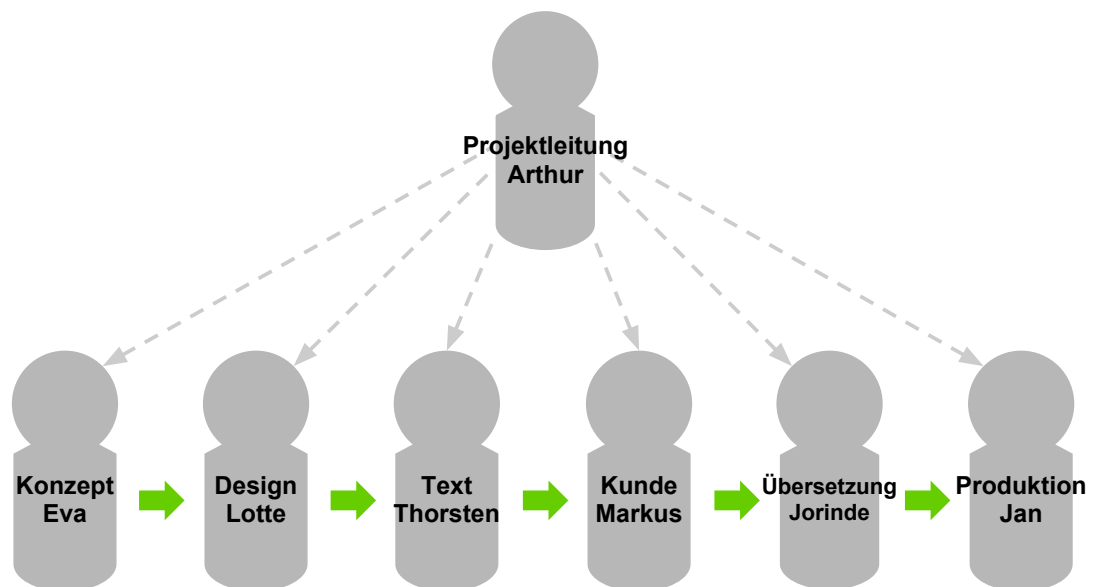 Projektleitung
Arthur
Konzept
Eva
Design
Lotte
Text
Thorsten
Kunde
Markus
Übersetzung
Jorinde
Produktion
Jan